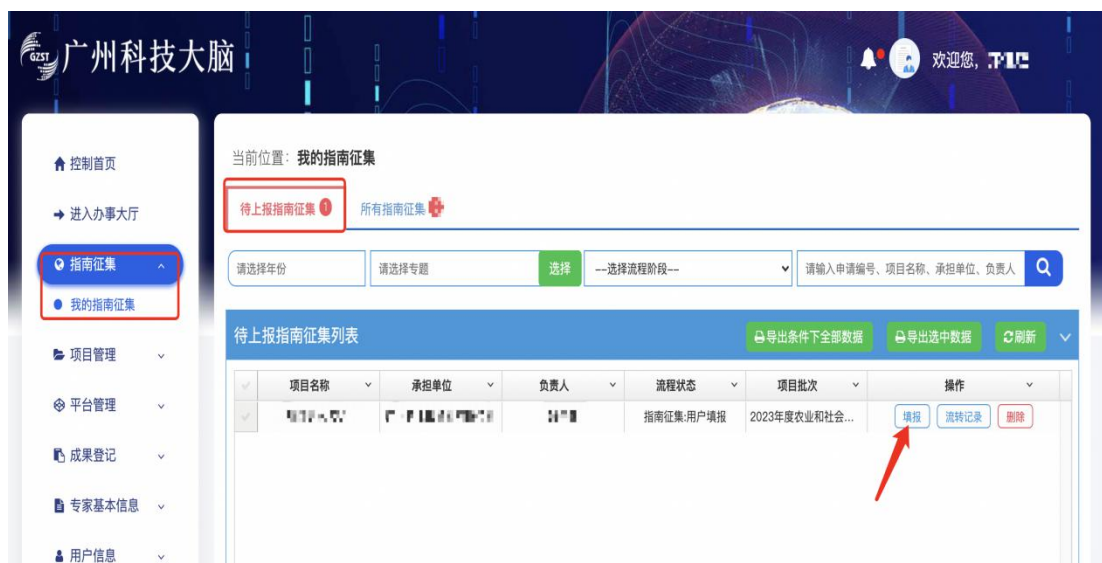 GZST 广州科技大脑
欢迎您,
控制首页
进入办事大厅
指南征集
我的指南征集
项目管理
平台管理
成果登记
专家基本信息
用户信息
当前位置：我的指南征集
待上报指南征集 1 所有指南征集
请选择年份 请选择专题 选择 --选择流程阶段-- 请输入申请编号、项目名称、承担单位、负责人
待上报指南征集列表 导出条件下全部数据 导出选中数据 刷新
项目名称 承担单位 负责人 流程状态 项目批次 操作
指南征集:用户填报 2023年度农业和社会... 填报 流转记录 删除